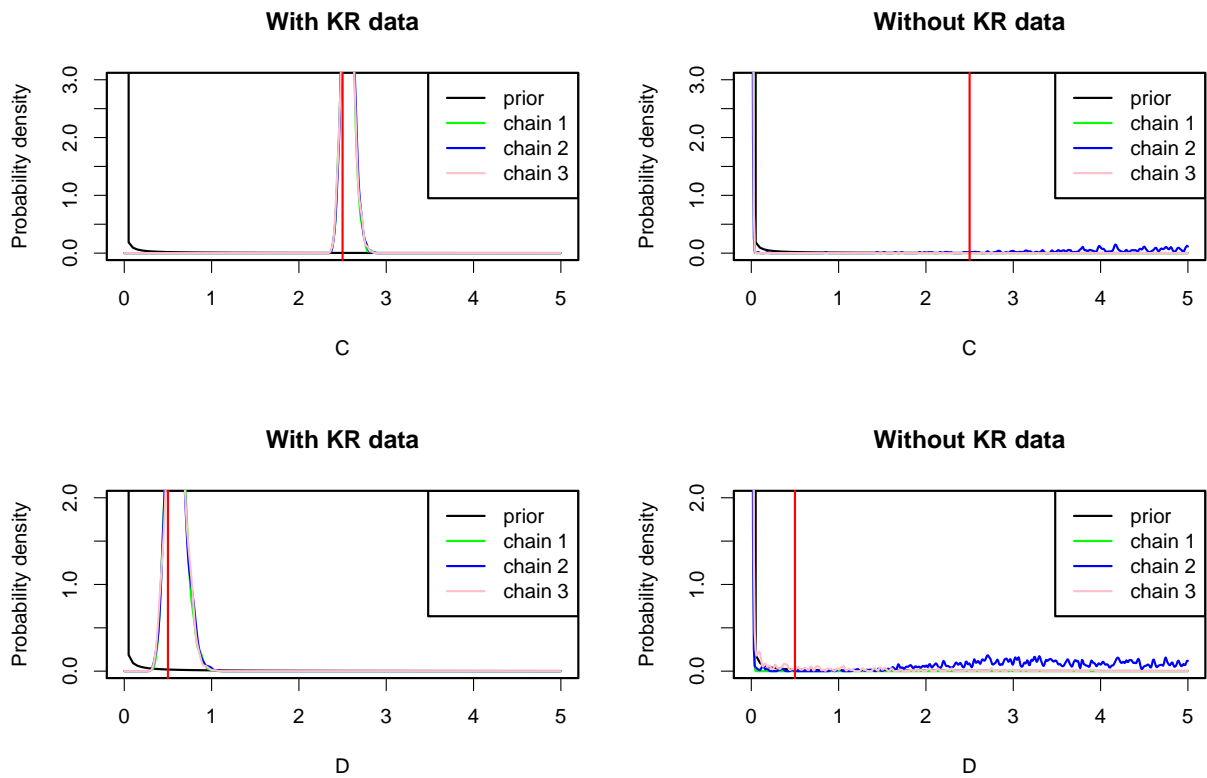 With KR data
Probability density
3.0
1.0
0.0
0 1 2 3 4 5
C
prior
chain 1
chain 2
chain 3
Without KR data
Probability density
3.0
1.0
0.0
0 1 2 3 4 5
C
prior
chain 1
chain 2
chain 3
With KR data
Probability density
2.0
1.0
0.0
0 1 2 3 4 5
D
prior
chain 1
chain 2
chain 3
Without KR data
Probability density
2.0
1.0
0.0
0 1 2 3 4 5
D
prior
chain 1
chain 2
chain 3